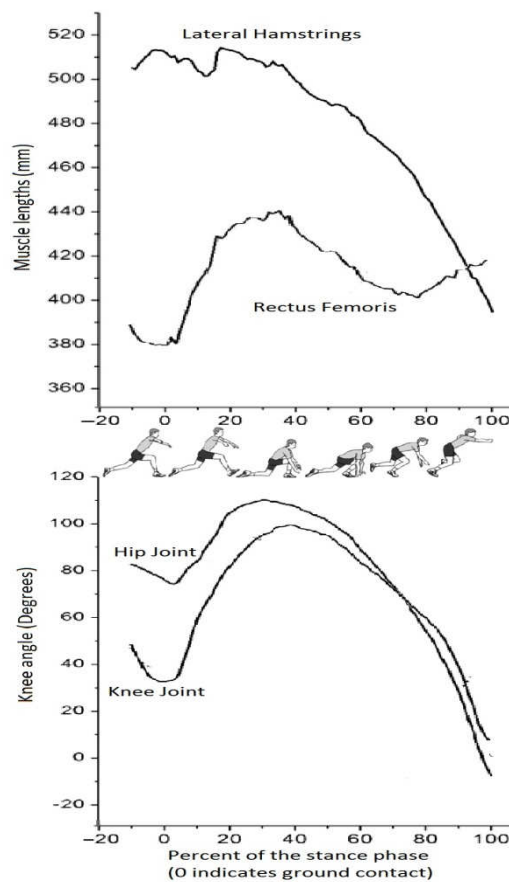 520
Lateral Hamstrings
500
480
460
440
420
400
Rectus Femoris
380
360
Muscle lengths (mm)
−20 0 20 40 60 80 100
120
100
Hip Joint
80
60
40
Knee Joint
20
0
-20
Knee angle (Degrees)
−20 0 20 40 60 80 100
Percent of the stance phase
(0 indicates ground contact)